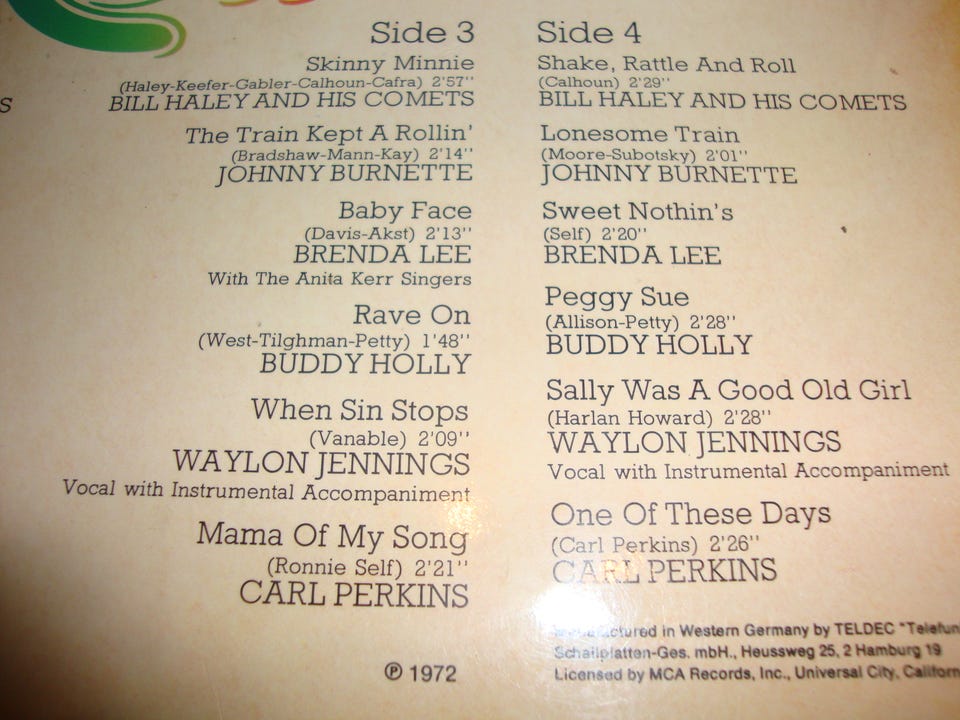 S
Side 3
Skinny Minnie
(Haley-Keefer-Gabler-Calhoun-Cafra) 2'57''
BILL HALEY AND HIS COMETS
The Train Kept A Rollin'
(Bradshaw-Mann-Kay) 2'14''
JOHNNY BURNETTE
Baby Face
(Davis-Akst) 2'13''
BRENDA LEE
With The Anita Kerr Singers
Rave On
(West-Tilghman-Petty) 1'48''
BUDDY HOLLY
When Sin Stops
(Vanable) 2'09''
WAYLON JENNINGS
Vocal with Instrumental Accompaniment
Mama Of My Song
(Ronnie Self) 2'21''
CARL PERKINS
℗ 1972
Side 4
Shake, Rattle And Roll
(Calhoun) 2'29''
BILL HALEY AND HIS COMETS
Lonesome Train
(Moore-Subotsky) 2'01''
JOHNNY BURNETTE
Sweet Nothin's
(Self) 2'20''
BRENDA LEE
Peggy Sue
(Allison-Petty) 2'28''
BUDDY HOLLY
Sally Was A Good Old Girl
(Harlan Howard) 2'28''
WAYLON JENNINGS
Vocal with Instrumental Accompaniment
One Of These Days
(Carl Perkins) 2'26''
CARL PERKINS
Manufactured in Western Germany by TELDEC "Telefun
Schallplatten-Ges. mbH., Heussweg 25, 2 Hamburg 19
Licensed by MCA Records, Inc., Universal City, Californ